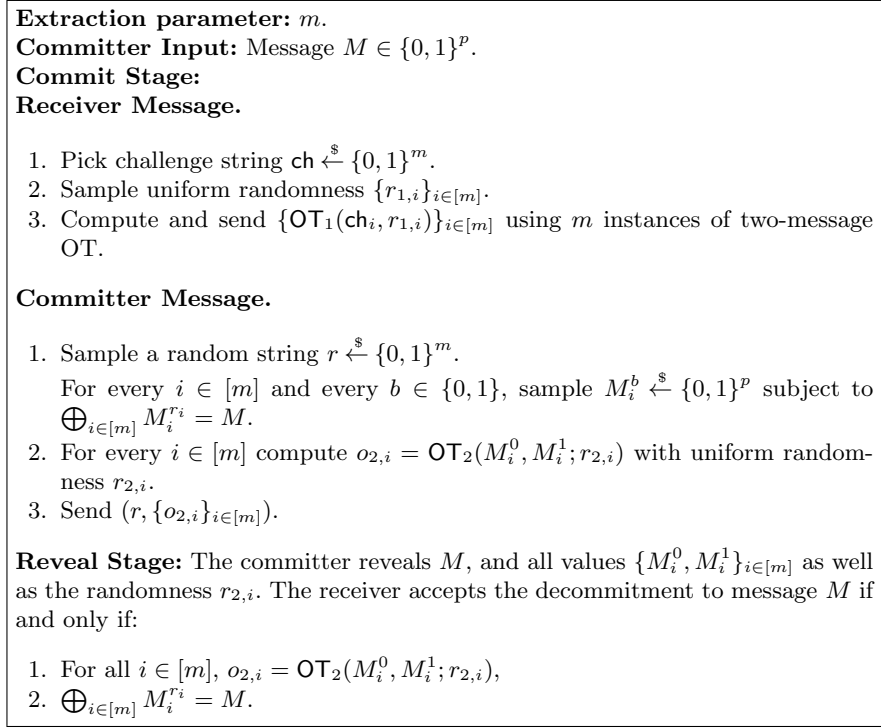 Extraction parameter: m.
Committer Input: Message M ∈ {0, 1}^p.
Commit Stage:
Receiver Message.
1. Pick challenge string ch ←$ {0, 1}^m.
2. Sample uniform randomness {r_{1,i}}_{i∈[m]}.
3. Compute and send {OT_1(ch_i, r_{1,i})}_{i∈[m]} using m instances of two-message
OT.
Committer Message.
1. Sample a random string r ←$ {0, 1}^m.
For every i ∈ [m] and every b ∈ {0, 1}, sample M_i^b ←$ {0, 1}^p subject to
⊕_{i∈[m]} M_i^{r_i} = M.
2. For every i ∈ [m] compute o_{2,i} = OT_2(M_i^0, M_i^1; r_{2,i}) with uniform random-
ness r_{2,i}.
3. Send (r, {o_{2,i}}_{i∈[m]}).
Reveal Stage: The committer reveals M, and all values {M_i^0, M_i^1}_{i∈[m]} as well
as the randomness r_{2,i}. The receiver accepts the decommitment to message M if
and only if:
1. For all i ∈ [m], o_{2,i} = OT_2(M_i^0, M_i^1; r_{2,i}),
2. ⊕_{i∈[m]} M_i^{r_i} = M.